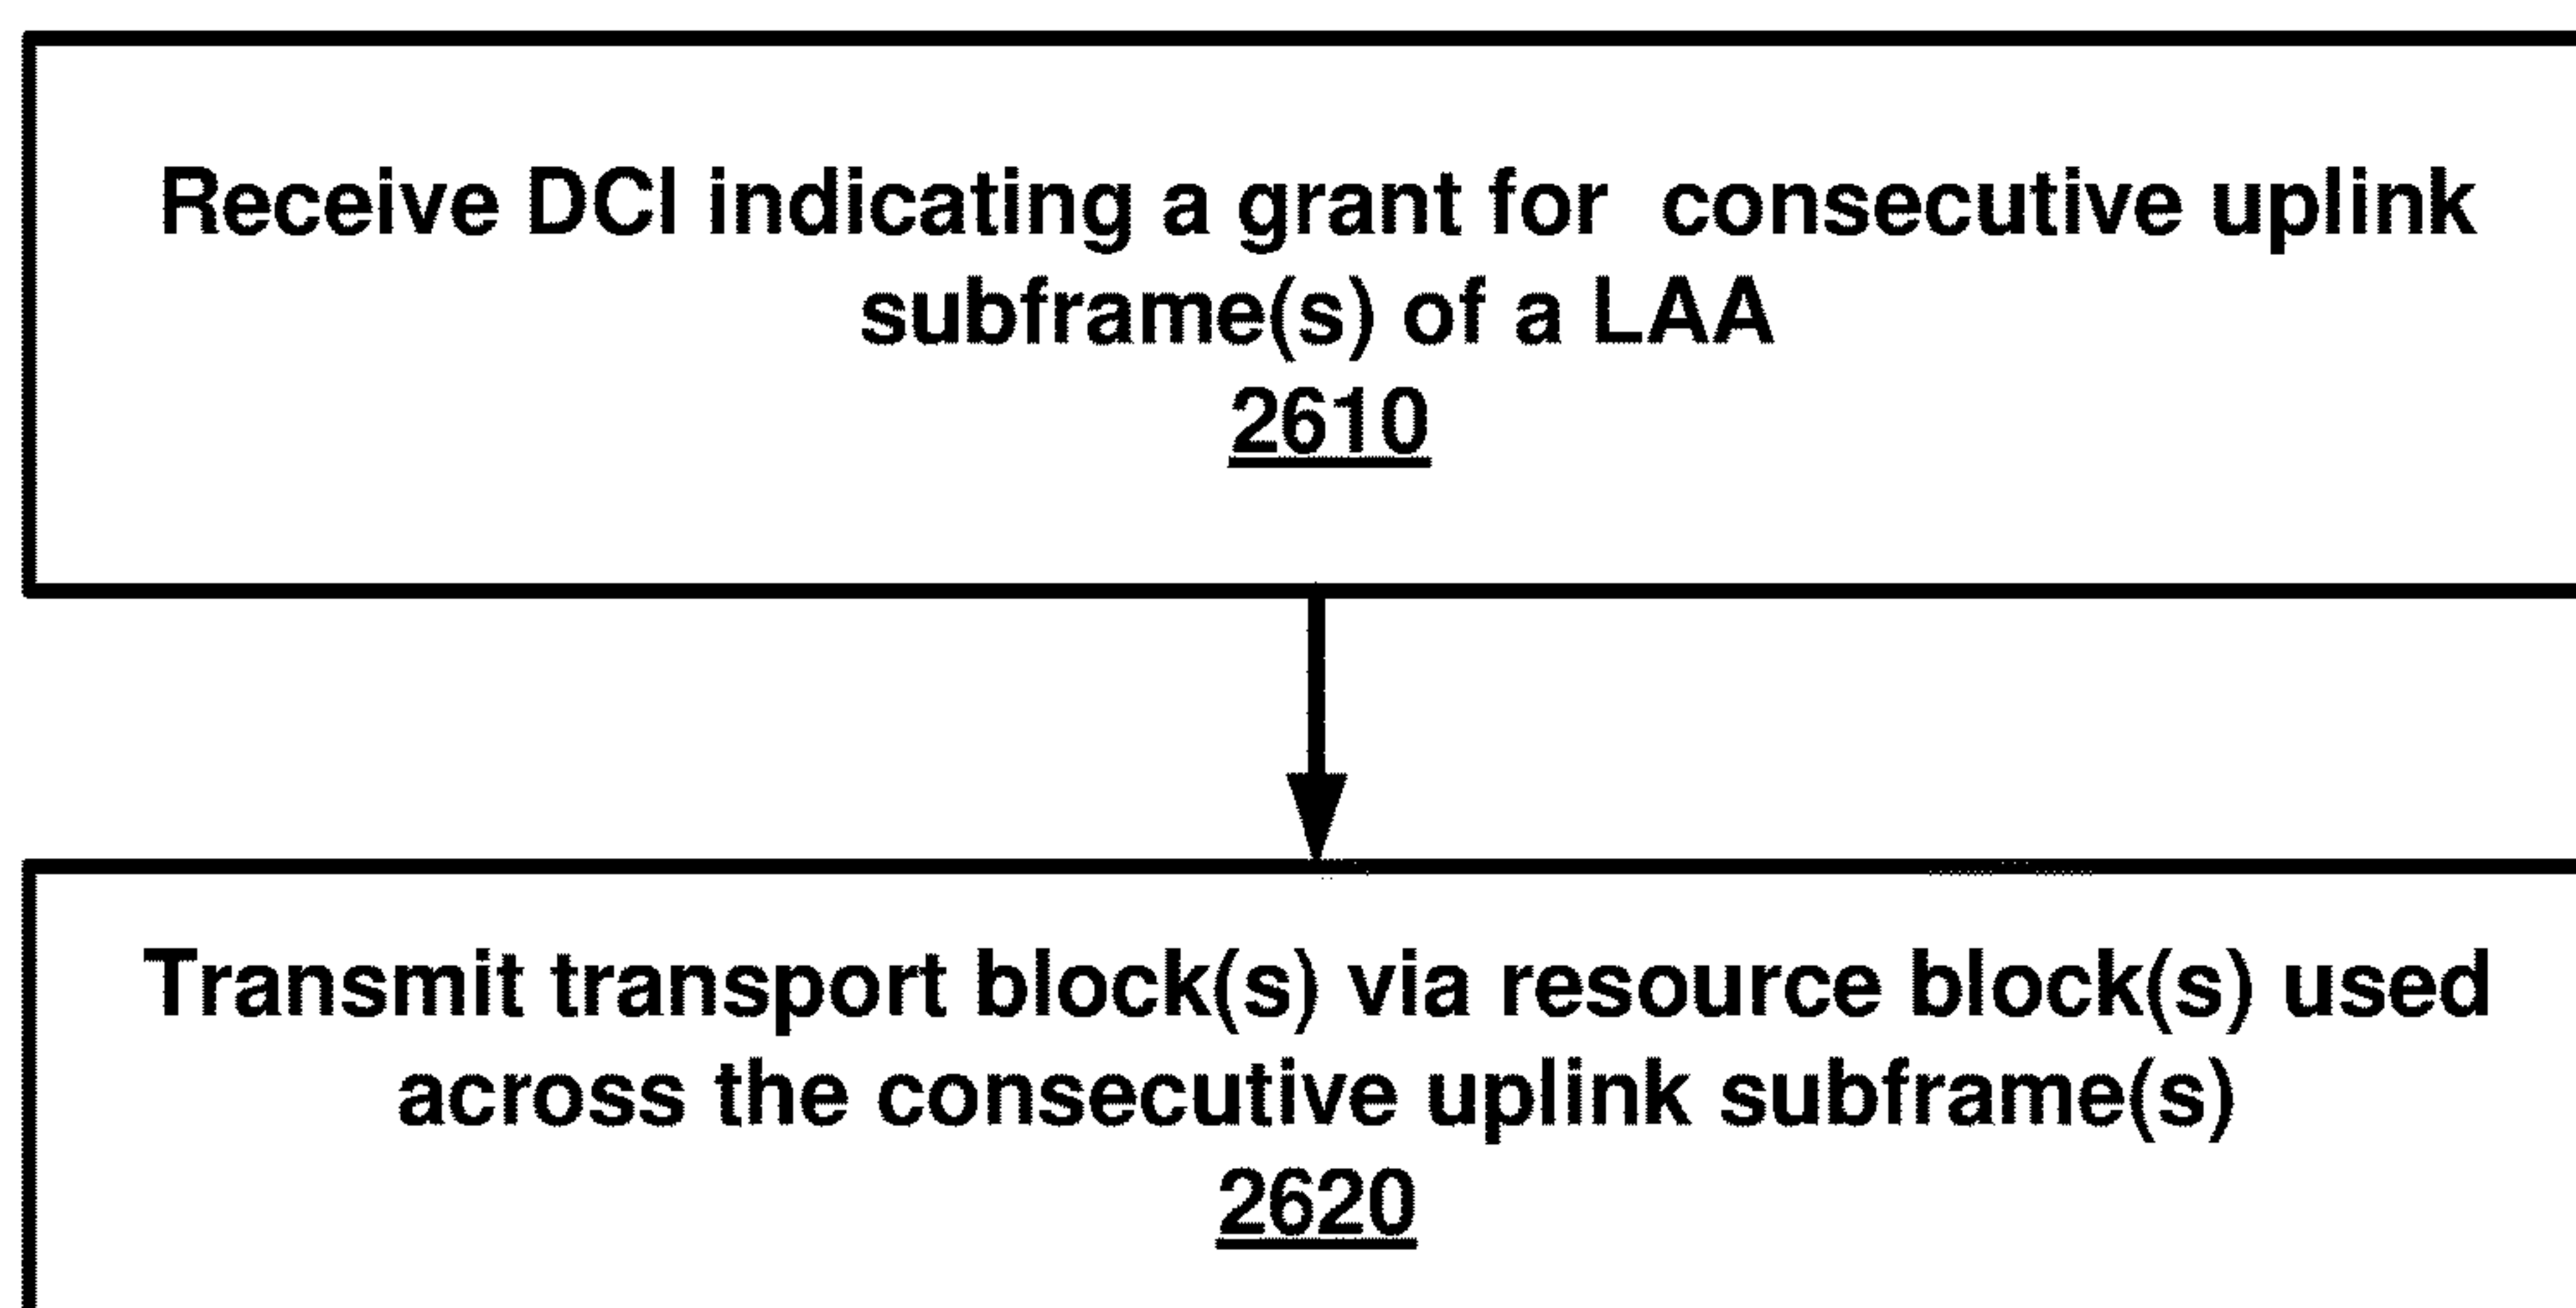 Receive DCI indicating a grant for consecutive uplink
subframe(s) of a LAA
2610
Transmit transport block(s) via resource block(s) used
across the consecutive uplink subframe(s)
2620